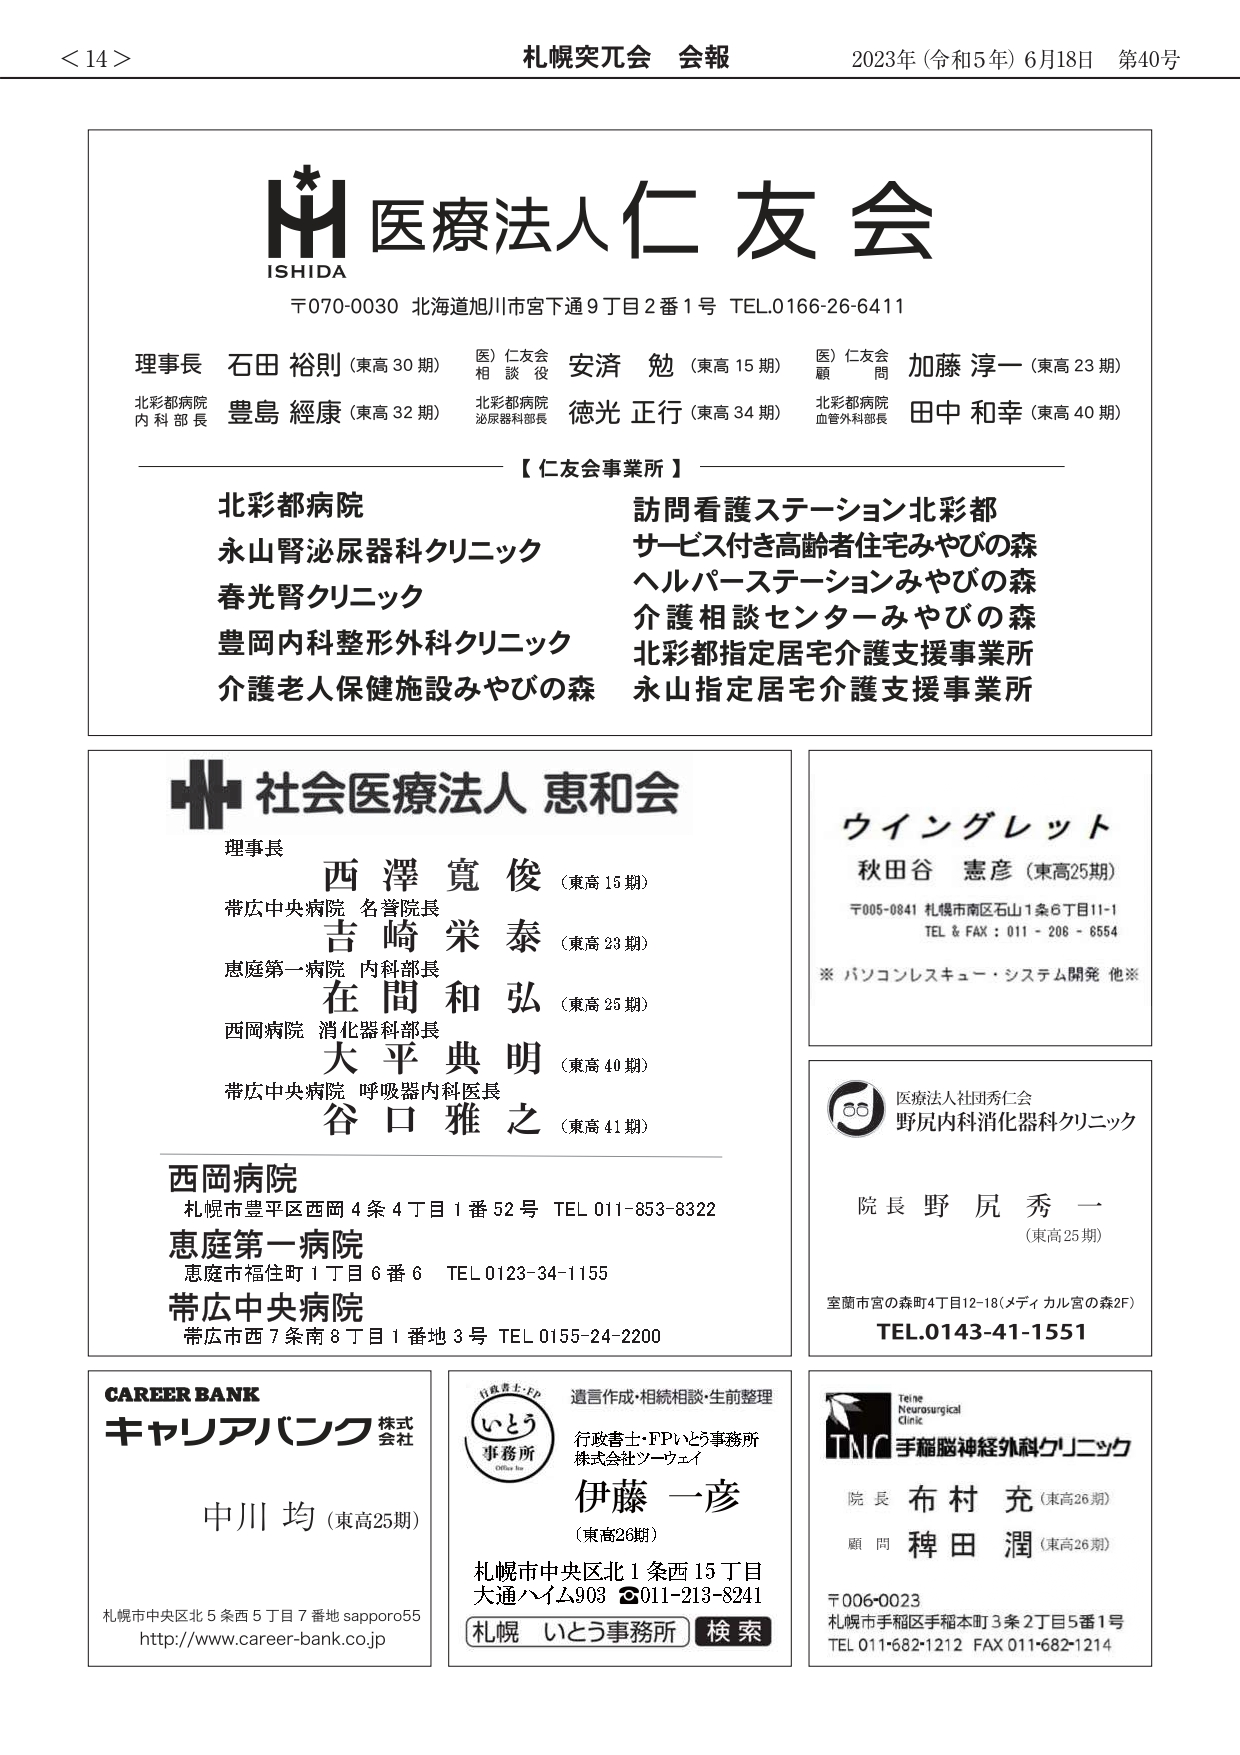 ＜14＞
札幌突兀会　会報
2023年（令和5年）6月18日　第40号
ISHIDA
医療法人 仁友会
〒070-0030 北海道旭川市宮下通９丁目２番１号 TEL.0166-26-6411
理事長 石田 裕則（東高30期）
医）仁友会 相談役 安済 勉（東高15期）
医）仁友会 顧問 加藤 淳一（東高23期）
北彩都病院 内科部長 豊島 經康（東高32期）
北彩都病院 泌尿器科部長 徳光 正行（東高34期）
北彩都病院 血管外科部長 田中 和幸（東高40期）
【 仁友会事業所 】
北彩都病院
永山腎泌尿器科クリニック
春光腎クリニック
豊岡内科整形外科クリニック
介護老人保健施設みやびの森
訪問看護ステーション北彩都
サービス付き高齢者住宅みやびの森
ヘルパーステーションみやびの森
介護相談センターみやびの森
北彩都指定居宅介護支援事業所
永山指定居宅介護支援事業所
社会医療法人 恵和会
理事長
西澤寛俊（東高15期）
帯広中央病院 名誉院長
吉崎栄泰（東高23期）
恵庭第一病院 内科部長
在間和弘（東高25期）
西岡病院 消化器科部長
大平典明（東高40期）
帯広中央病院 呼吸器内科医長
谷口雅之（東高41期）
西岡病院
札幌市豊平区西岡4条4丁目1番52号 TEL 011-853-8322
恵庭第一病院
恵庭市福住町1丁目6番6 TEL 0123-34-1155
帯広中央病院
帯広市西7条南8丁目1番地3号 TEL 0155-24-2200
ウイングレット
秋田谷　憲彦（東高25期）
〒005-0841 札幌市南区石山1条6丁目11-1
TEL & FAX：011 - 206 - 6554
※ パソコンレスキュー・システム開発 他※
医療法人社団秀仁会
野尻内科消化器科クリニック
院長 野尻秀一
（東高25期）
室蘭市宮の森町4丁目12-18（メディカル宮の森2F）
TEL.0143-41-1551
CAREER BANK
キャリアバンク株式会社
中川 均（東高25期）
札幌市中央区北５条西５丁目７番地 sapporo55
http://www.career-bank.co.jp
行政書士・FP
いとう
事務所
Office Ito
遺言作成・相続相談・生前整理
行政書士・FPいとう事務所
株式会社ツーウェイ
伊藤 一彦
（東高26期）
札幌市中央区北1条西15丁目
大通ハイム903 ☎011-213-8241
札幌　いとう事務所 検索
Teine
Neurosurgical
Clinic
TNC 手稲脳神経外科クリニック
院長 布村 充（東高26期）
顧問 稗田 潤（東高26期）
〒006-0023
札幌市手稲区手稲本町３条２丁目５番１号
TEL 011-682-1212 FAX 011-682-1214